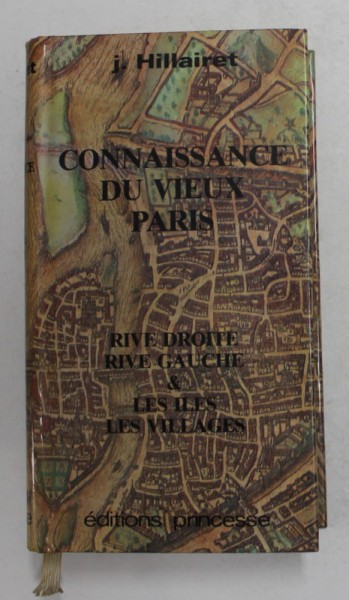 j. Hillairet
CONNAISSANCE
DU VIEUX
PARIS
RIVE DROITE
RIVE GAUCHE
&
LES ILES
LES VILLAGES
éditions princesse